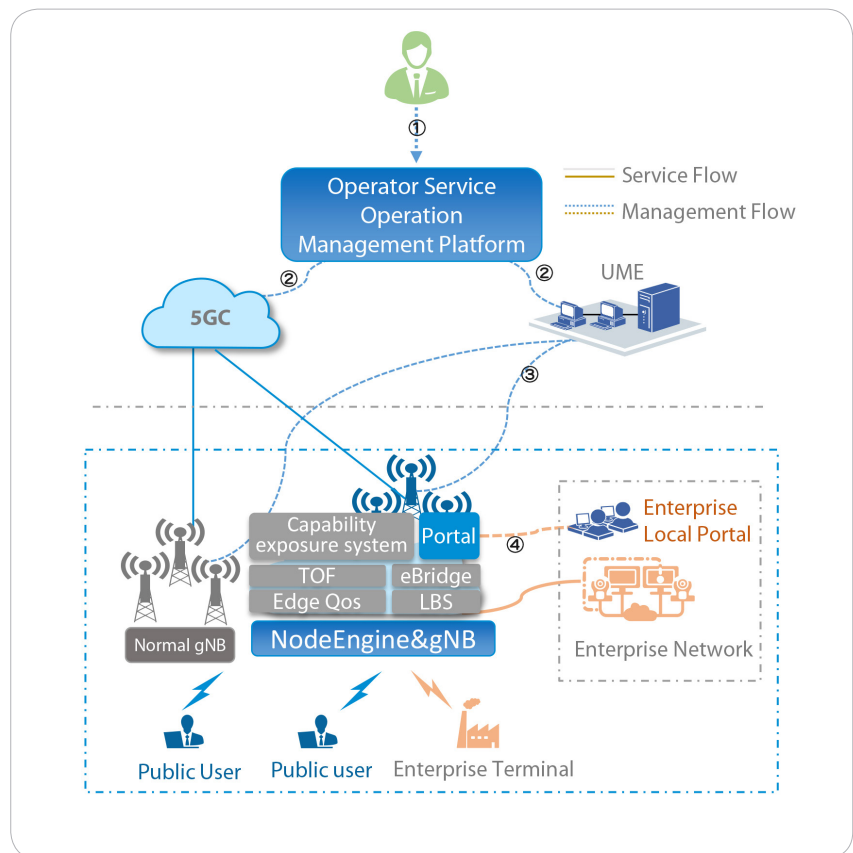 ①
Operator Service
Operation
Management Platform
Service Flow
Management Flow
②
②
UME
5GC
③
Capability
exposure system
Portal
④
Enterprise
Local Portal
TOF
eBridge
Edge Qos
LBS
Normal gNB
NodeEngine&gNB
Enterprise Network
Public User
Public user
Enterprise Terminal